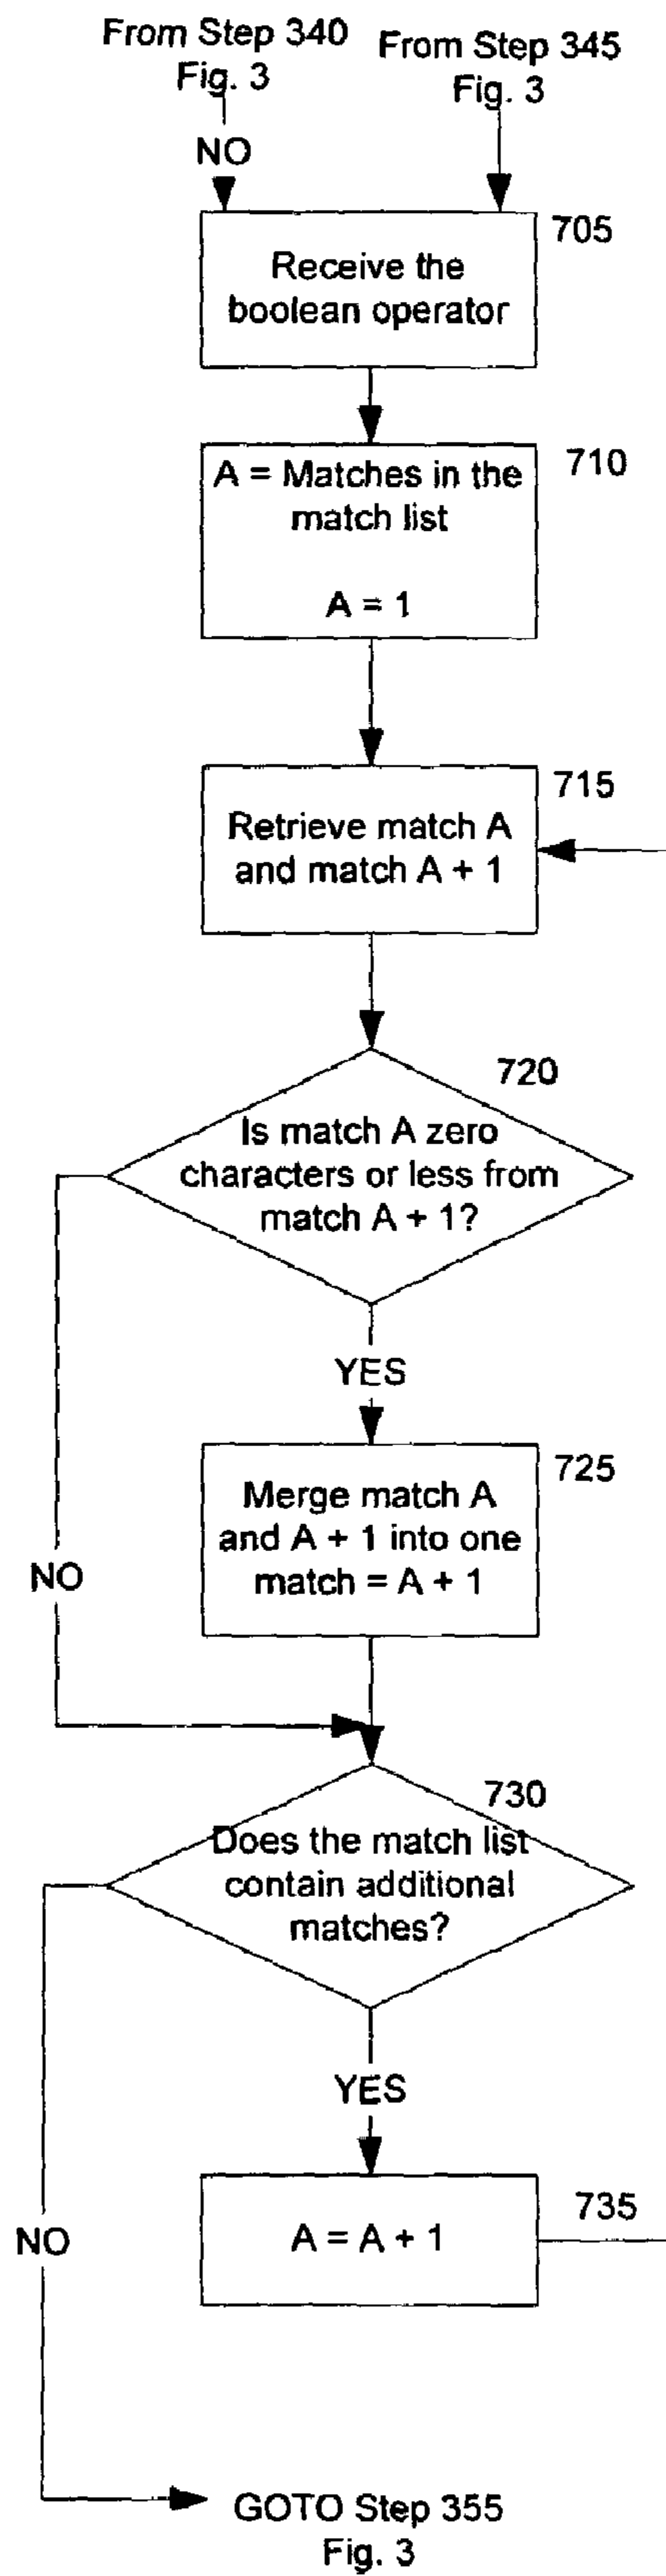 From Step 340
Fig. 3
From Step 345
Fig. 3
NO
705
Receive the
boolean operator
710
A = Matches in the
match list
A = 1
715
Retrieve match A
and match A + 1
720
Is match A zero
characters or less from
match A + 1?
YES
725
Merge match A
and A + 1 into one
match = A + 1
NO
730
Does the match list
contain additional
matches?
YES
735
A = A + 1
NO
GOTO Step 355
Fig. 3